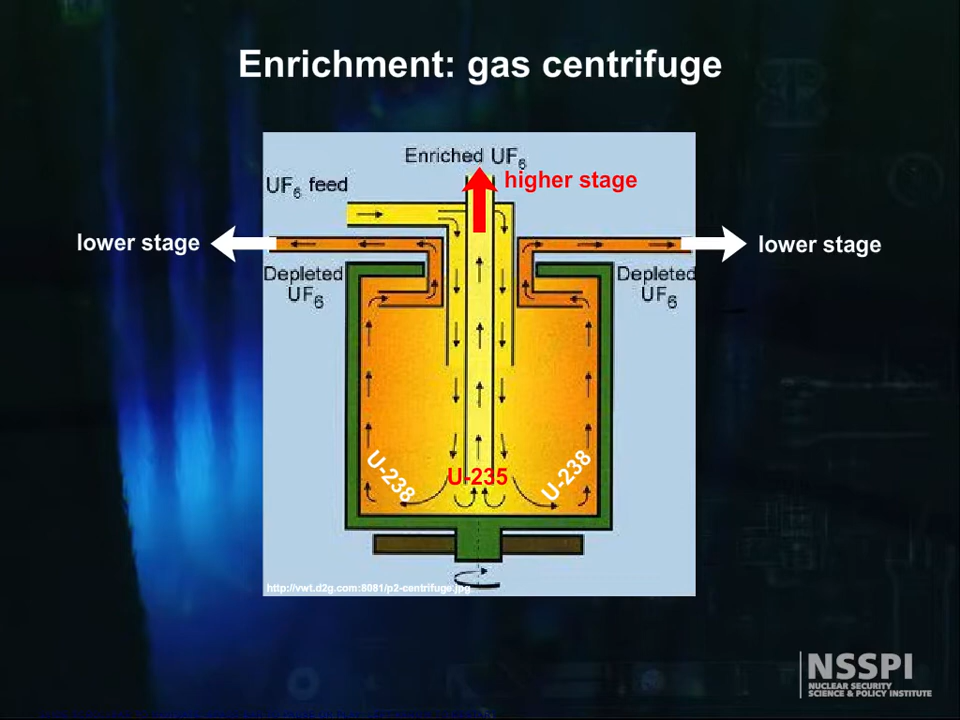 Enrichment: gas centrifuge
Enriched UF6
higher stage
UF6 feed
lower stage
lower stage
Depleted
UF6
Depleted
UF6
U-238
U-235
U-238
http://vwt.d2g.com:8081/p2-centrifuge.jpg
NSSPI
NUCLEAR SECURITY
SCIENCE & POLICY INSTITUTE